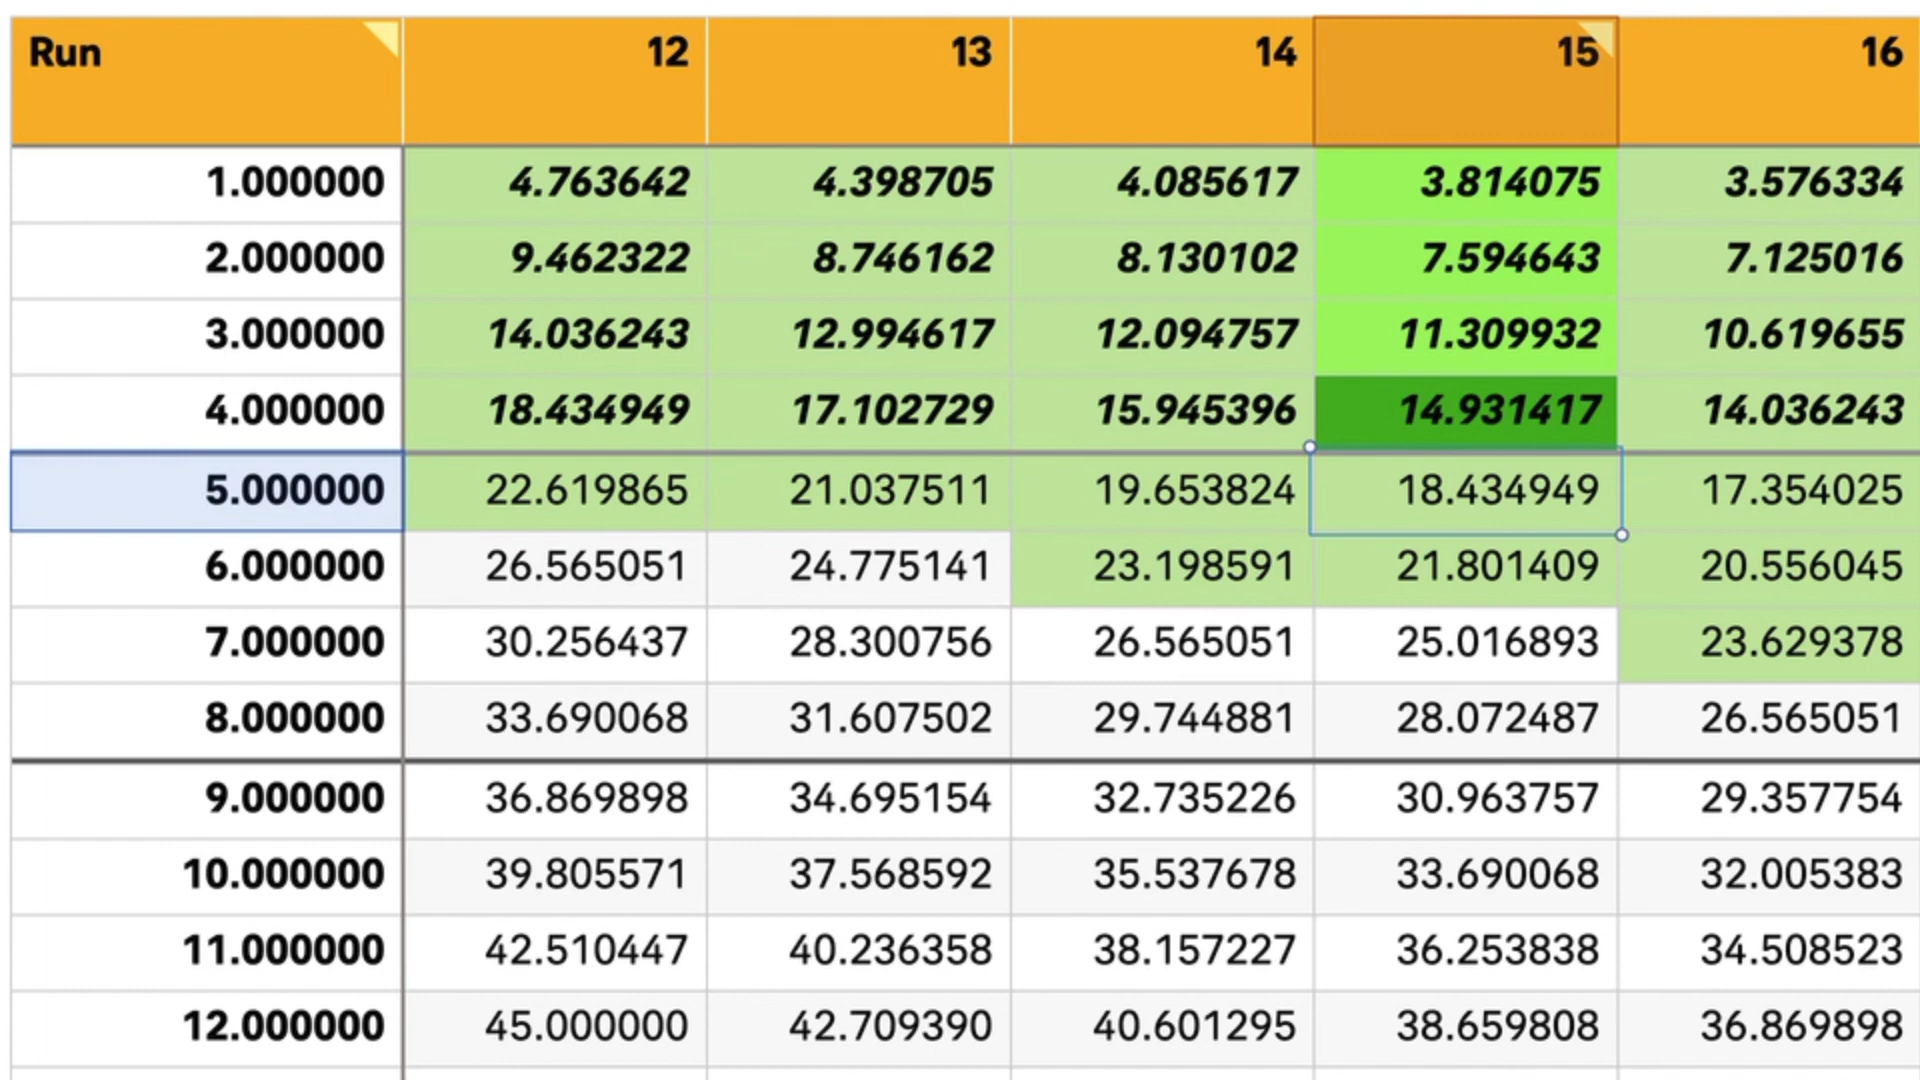 Run 12 13 14 15 16
1.000000 4.763642 4.398705 4.085617 3.814075 3.576334
2.000000 9.462322 8.746162 8.130102 7.594643 7.125016
3.000000 14.036243 12.994617 12.094757 11.309932 10.619655
4.000000 18.434949 17.102729 15.945396 14.931417 14.036243
5.000000 22.619865 21.037511 19.653824 18.434949 17.354025
6.000000 26.565051 24.775141 23.198591 21.801409 20.556045
7.000000 30.256437 28.300756 26.565051 25.016893 23.629378
8.000000 33.690068 31.607502 29.744881 28.072487 26.565051
9.000000 36.869898 34.695154 32.735226 30.963757 29.357754
10.000000 39.805571 37.568592 35.537678 33.690068 32.005383
11.000000 42.510447 40.236358 38.157227 36.253838 34.508523
12.000000 45.000000 42.709390 40.601295 38.659808 36.869898